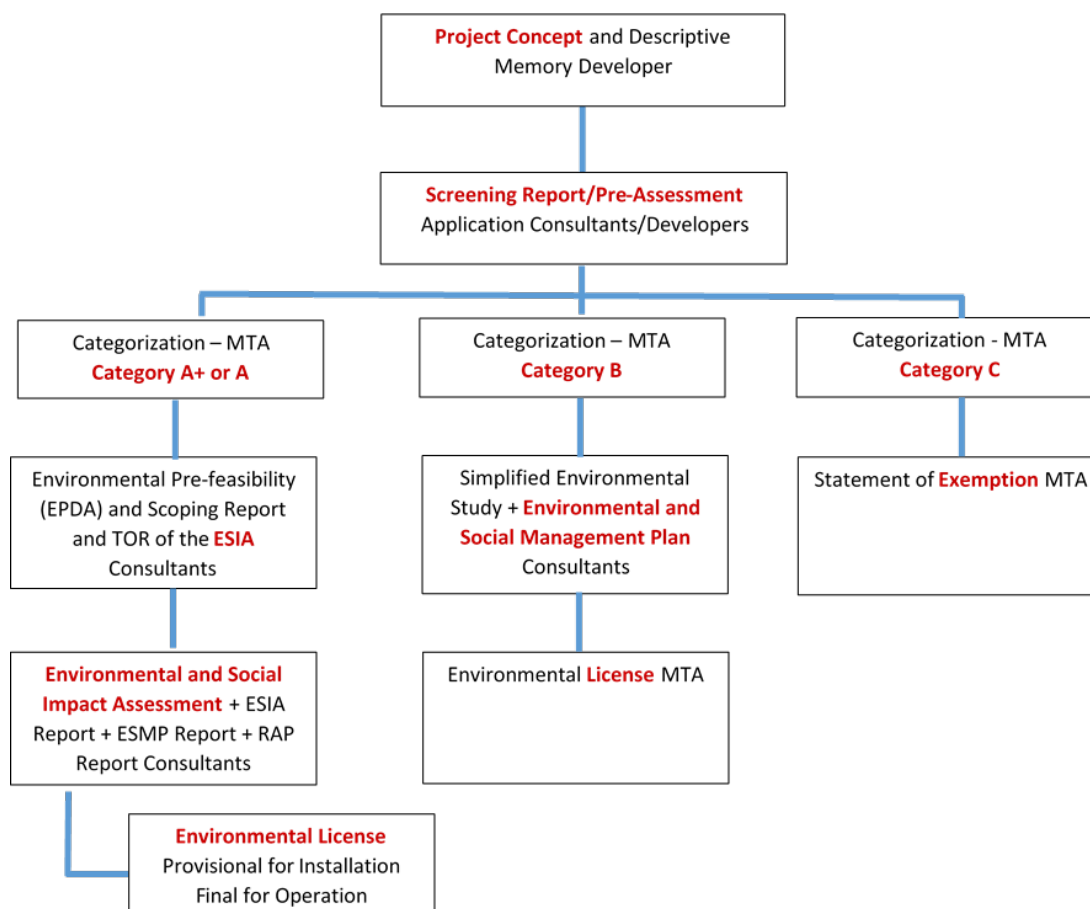 Project Concept and Descriptive
Memory Developer
Screening Report/Pre-Assessment
Application Consultants/Developers
Categorization – MTA
Category A+ or A
Categorization – MTA
Category B
Categorization - MTA
Category C
Environmental Pre-feasibility
(EPDA) and Scoping Report
and TOR of the ESIA
Consultants
Simplified Environmental
Study + Environmental and
Social Management Plan
Consultants
Statement of Exemption MTA
Environmental and Social
Impact Assessment + ESIA
Report + ESMP Report + RAP
Report Consultants
Environmental License MTA
Environmental License
Provisional for Installation
Final for Operation